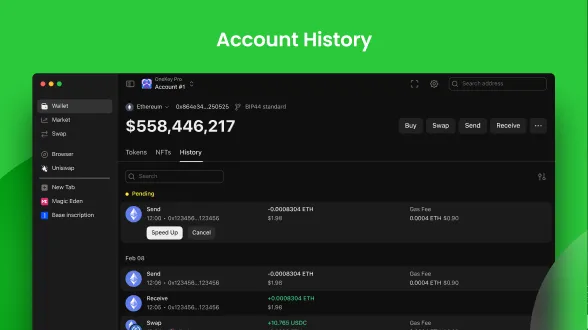 Account History
OneKey Pro
Account #1
Search address
Wallet
Market
Swap
Browser
Uniswap
New Tab
Magic Eden
Base inscription
Ethereum
0x864e34...250525
BIP44 standard
$558,446,217
Buy
Swap
Send
Receive
Tokens
NFTs
History
Search
Pending
Send
-0.0008304 ETH
Gas Fee
12:00 • 0x123456...123456
$1.98
0.0004 ETH $0.90
Speed Up
Cancel
Feb 08
Send
-0.0008304 ETH
Gas Fee
12:06 • 0x123456...123456
$1.98
0.0004 ETH $0.90
Receive
+0.0008304 ETH
12:05 • 0x123456...123456
$1.98
Swap
+10,765 USDC